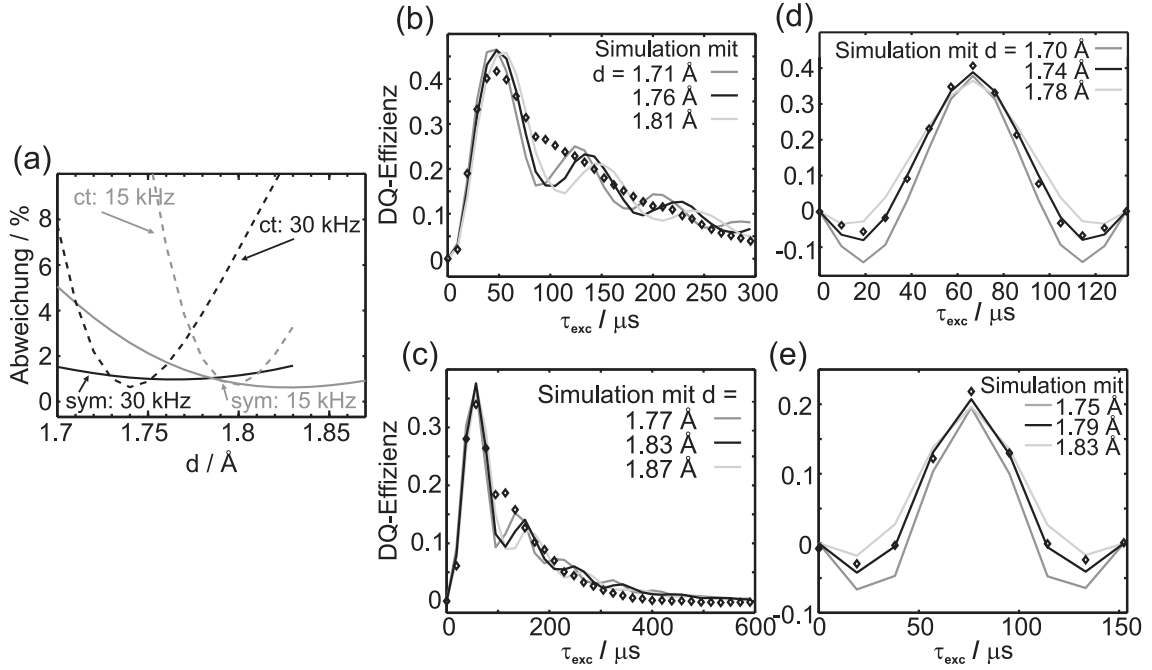 (a)
Abweichung / %
8
6
4
2
0
ct: 15 kHz
ct: 30 kHz
sym: 30 kHz
sym: 15 kHz
1.7 1.75 1.8 1.85
d / Å
(b)
DQ-Effizienz
0.5
0.4
0.3
0.2
0.1
0
Simulation mit
d = 1.71 Å
1.76 Å
1.81 Å
0 50 100 150 200 250 300
τexc / μs
(c)
DQ-Effizienz
0.4
0.3
0.2
0.1
0
Simulation mit d =
1.77 Å
1.83 Å
1.87 Å
0 200 400 600
τexc / μs
(d)
0.4
0.3
0.2
0.1
0
-0.1
Simulation mit d = 1.70 Å
1.74 Å
1.78 Å
0 20 40 60 80 100 120
τexc / μs
(e)
0.2
0.1
0
-0.1
Simulation mit
1.75 Å
1.79 Å
1.83 Å
0 50 100 150
τexc / μs